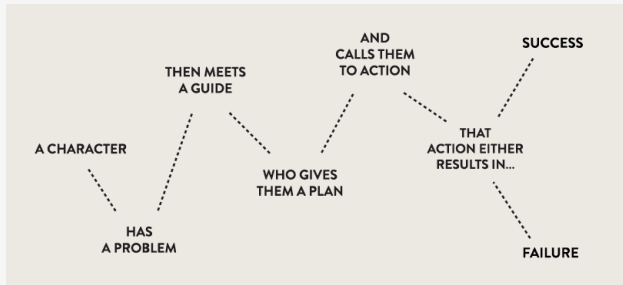 A CHARACTER
HAS
A PROBLEM
THEN MEETS
A GUIDE
WHO GIVES
THEM A PLAN
AND
CALLS THEM
TO ACTION
THAT
ACTION EITHER
RESULTS IN...
SUCCESS
FAILURE